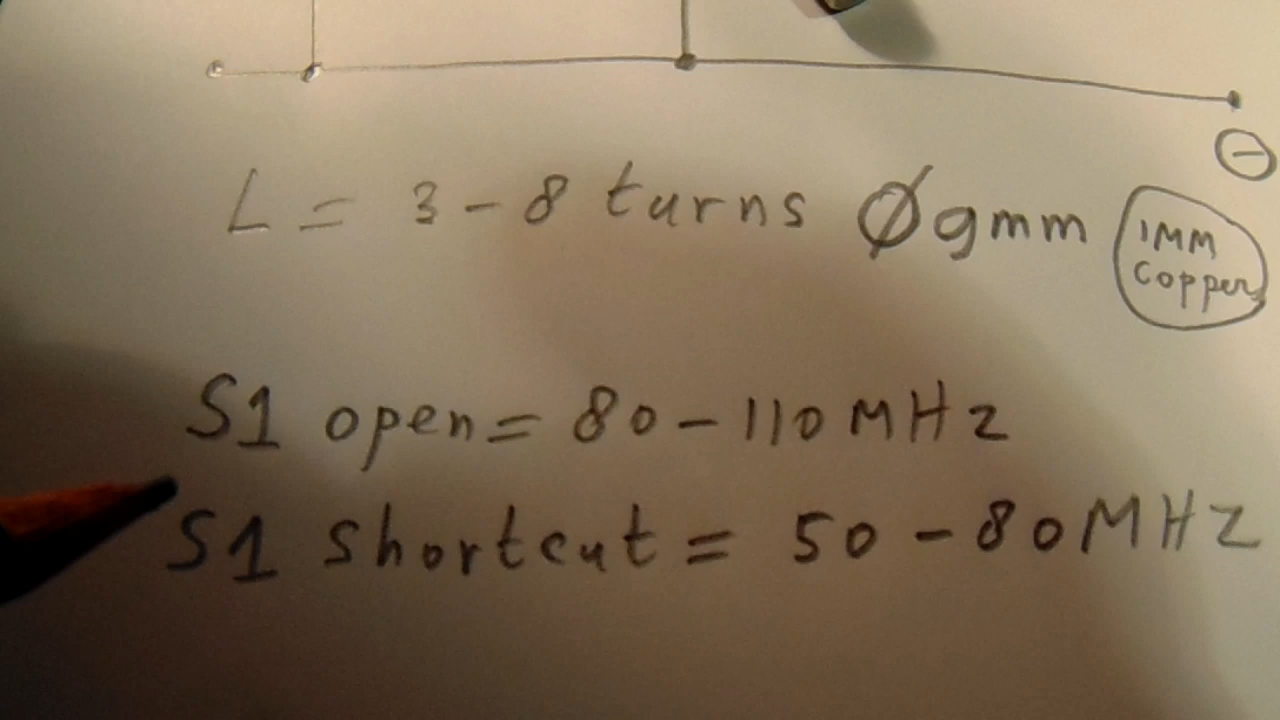 L = 3-8 turns Ø9mm
1MM
Copper
S1 open = 80-110MHz
S1 shortcut = 50-80MHz